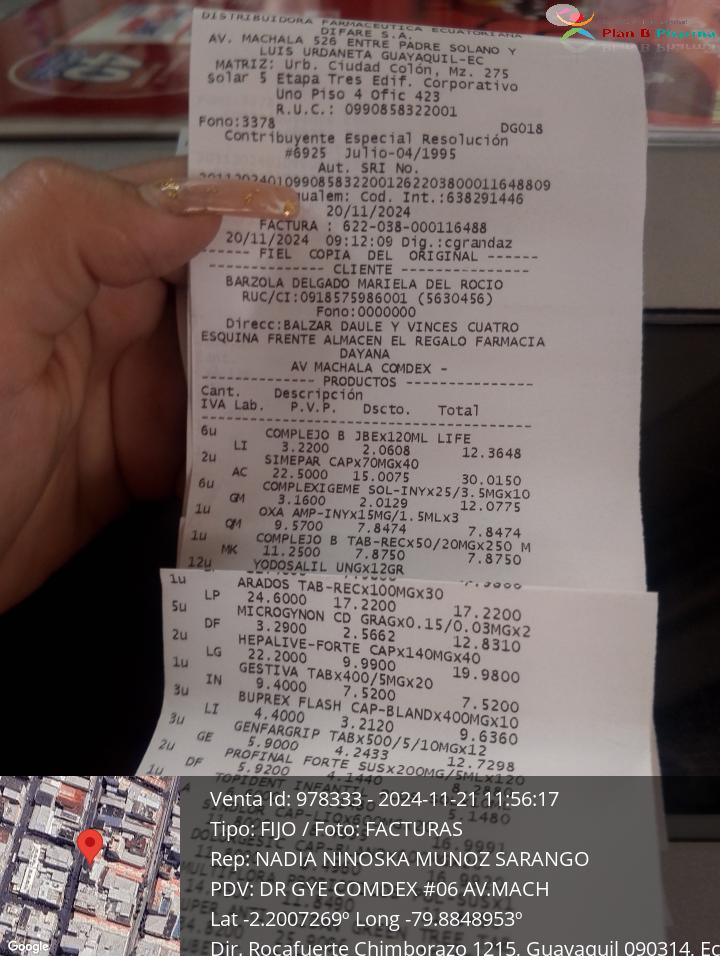 Plan B Pharma
DISTRIBUIDORA FARMACEUTICA ECUATORIANA
DIFARE S.A.
AV. MACHALA 526 ENTRE PADRE SOLANO Y
LUIS URDANETA GUAYAQUIL-EC
MATRIZ: Urb. Ciudad Colón, Mz. 275
solar 5 Etapa Tres Edif. Corporativo
Uno Piso 4 Ofic 423
R.U.C.: 0990858322001
Fono:3378 DG018
Contribuyente Especial Resolución
#6925 Julio-04/1995
Aut. SRI No.
Cod. Int.:638291446
20/11/2024
FACTURA : 622-038-000116488
20/11/2024 09:12:09 Dig.:cgrandaz
------ FIEL COPIA DEL ORIGINAL ------
------------- CLIENTE ----------------
BARZOLA DELGADO MARIELA DEL ROCIO
RUC/CI:0918575986001 (5630456)
Fono:0000000
Direcc:BALZAR DAULE Y VINCES CUATRO
ESQUINA FRENTE ALMACEN EL REGALO FARMACIA
DAYANA
AV MACHALA COMDEX -
------------- PRODUCTOS ----------------
Cant. Descripción
IVA Lab. P.V.P. Dscto. Total
6u COMPLEJO B JBEx120ML LIFE
LI 3.2200 2.0608 12.3648
2u SIMEPAR CAPx70MGx40
AC 22.5000 15.0075 30.0150
6u COMPLEXIGEME SOL-INYx25/3.5MGx10
GM 3.1600 2.0129 12.0775
1u OXA AMP-INYx15MG/1.5MLx3
QM 9.5700 7.8474 7.8474
1u COMPLEJO B TAB-RECx50/20MGx250 M
MK 11.2500 7.8750 7.8750
12u YODOSALIL UNGx12GR
1u ARADOS TAB-RECx100MGx30
LP 24.6000 17.2200 17.2200
5u MICROGYNON CD GRAGx0.15/0.03MGx2
DF 3.2900 2.5662 12.8310
2u HEPALIVE-FORTE CAPx140MGx40
LG 22.2000 9.9900 19.9800
1u GESTIVA TABx400/5MGx20
IN 9.4000 7.5200 7.5200
3u BUPREX FLASH CAP-BLANDx400MGx10
LI 4.4000 3.2120 9.6360
3u GENFARGRIP TABx500/5/10MGx12
GE 5.9000 4.2433 12.7298
2u PROFINAL FORTE SUSx200MG/5MLx120
DF 5.9200 4.1440
1u TOPIDENT
Venta Id: 978333 - 2024-11-21 11:56:17
Tipo: FIJO / Foto: FACTURAS
Rep: NADIA NINOSKA MUNOZ SARANGO
PDV: DR GYE COMDEX #06 AV.MACH
Lat -2.2007269º Long -79.8848953º
Dir. Rocafuerte Chimborazo 1215, Guayaquil 090314, Ec
Google